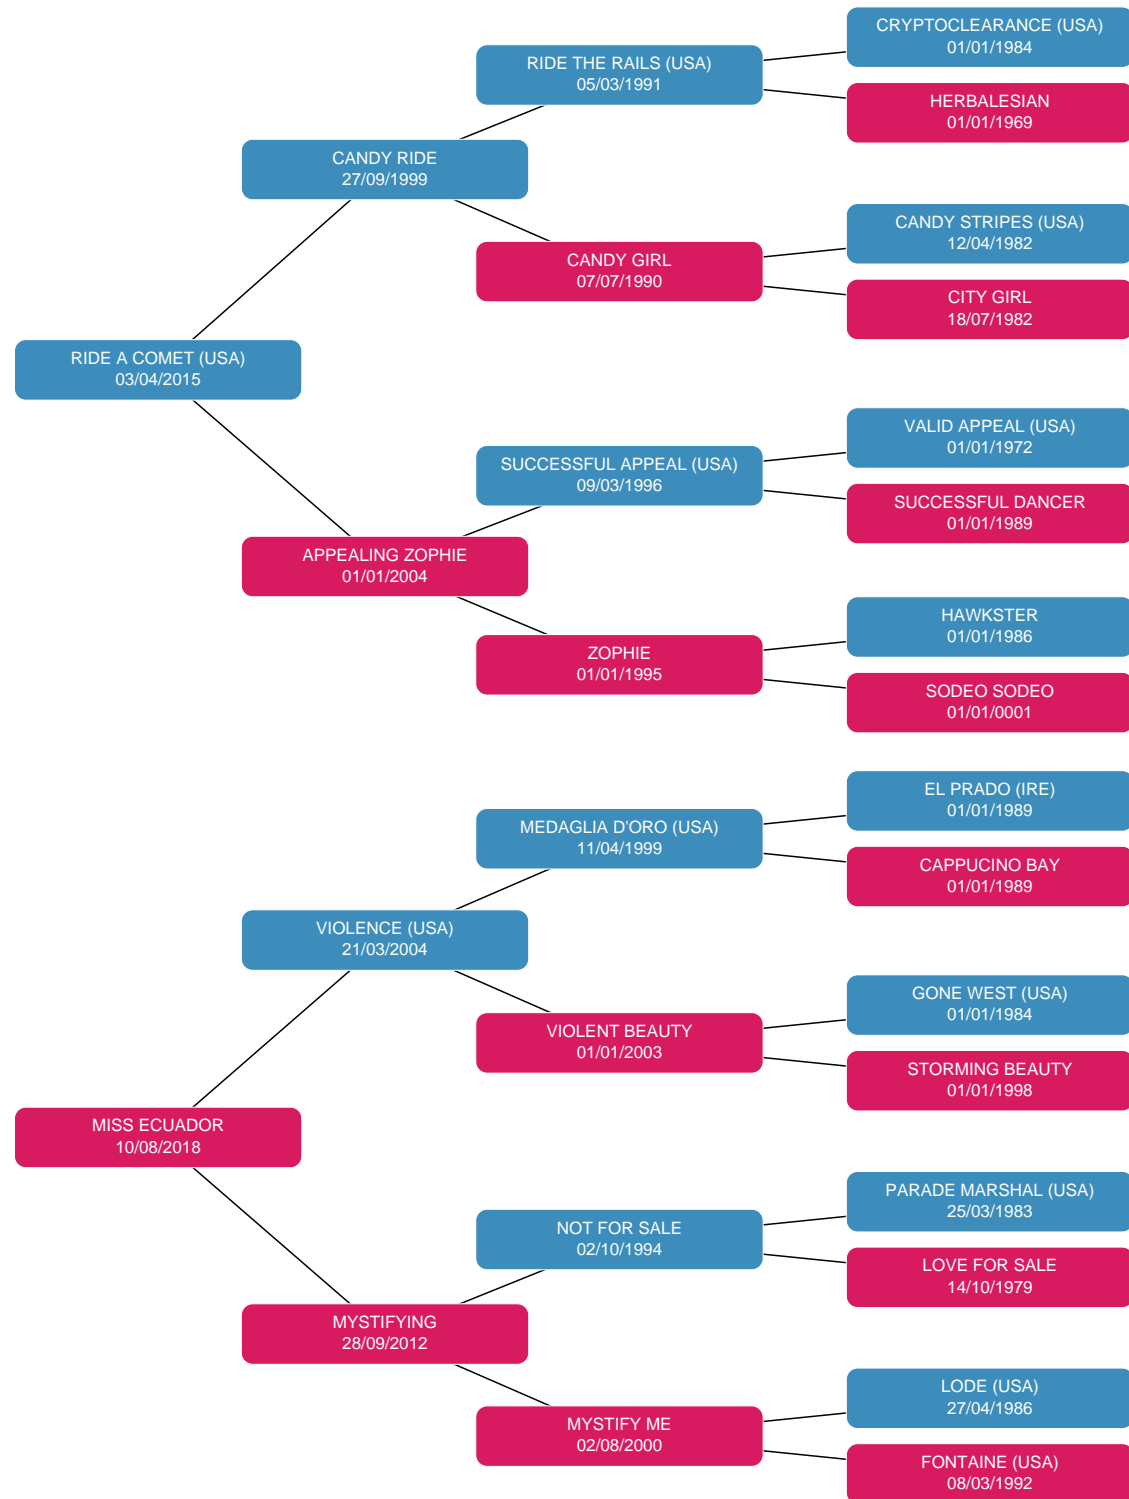 CRYPTOCLEARANCE (USA)
01/01/1984
RIDE THE RAILS (USA)
05/03/1991
HERBALESIAN
01/01/1969
CANDY RIDE
27/09/1999
CANDY STRIPES (USA)
12/04/1982
CANDY GIRL
07/07/1990
CITY GIRL
18/07/1982
RIDE A COMET (USA)
03/04/2015
VALID APPEAL (USA)
01/01/1972
SUCCESSFUL APPEAL (USA)
09/03/1996
SUCCESSFUL DANCER
01/01/1989
APPEALING ZOPHIE
01/01/2004
HAWKSTER
01/01/1986
ZOPHIE
01/01/1995
SODEO SODEO
01/01/0001
EL PRADO (IRE)
01/01/1989
MEDAGLIA D'ORO (USA)
11/04/1999
CAPPUCINO BAY
01/01/1989
VIOLENCE (USA)
21/03/2004
GONE WEST (USA)
01/01/1984
VIOLENT BEAUTY
01/01/2003
STORMING BEAUTY
01/01/1998
MISS ECUADOR
10/08/2018
PARADE MARSHAL (USA)
25/03/1983
NOT FOR SALE
02/10/1994
LOVE FOR SALE
14/10/1979
MYSTIFYING
28/09/2012
LODE (USA)
27/04/1986
MYSTIFY ME
02/08/2000
FONTAINE (USA)
08/03/1992